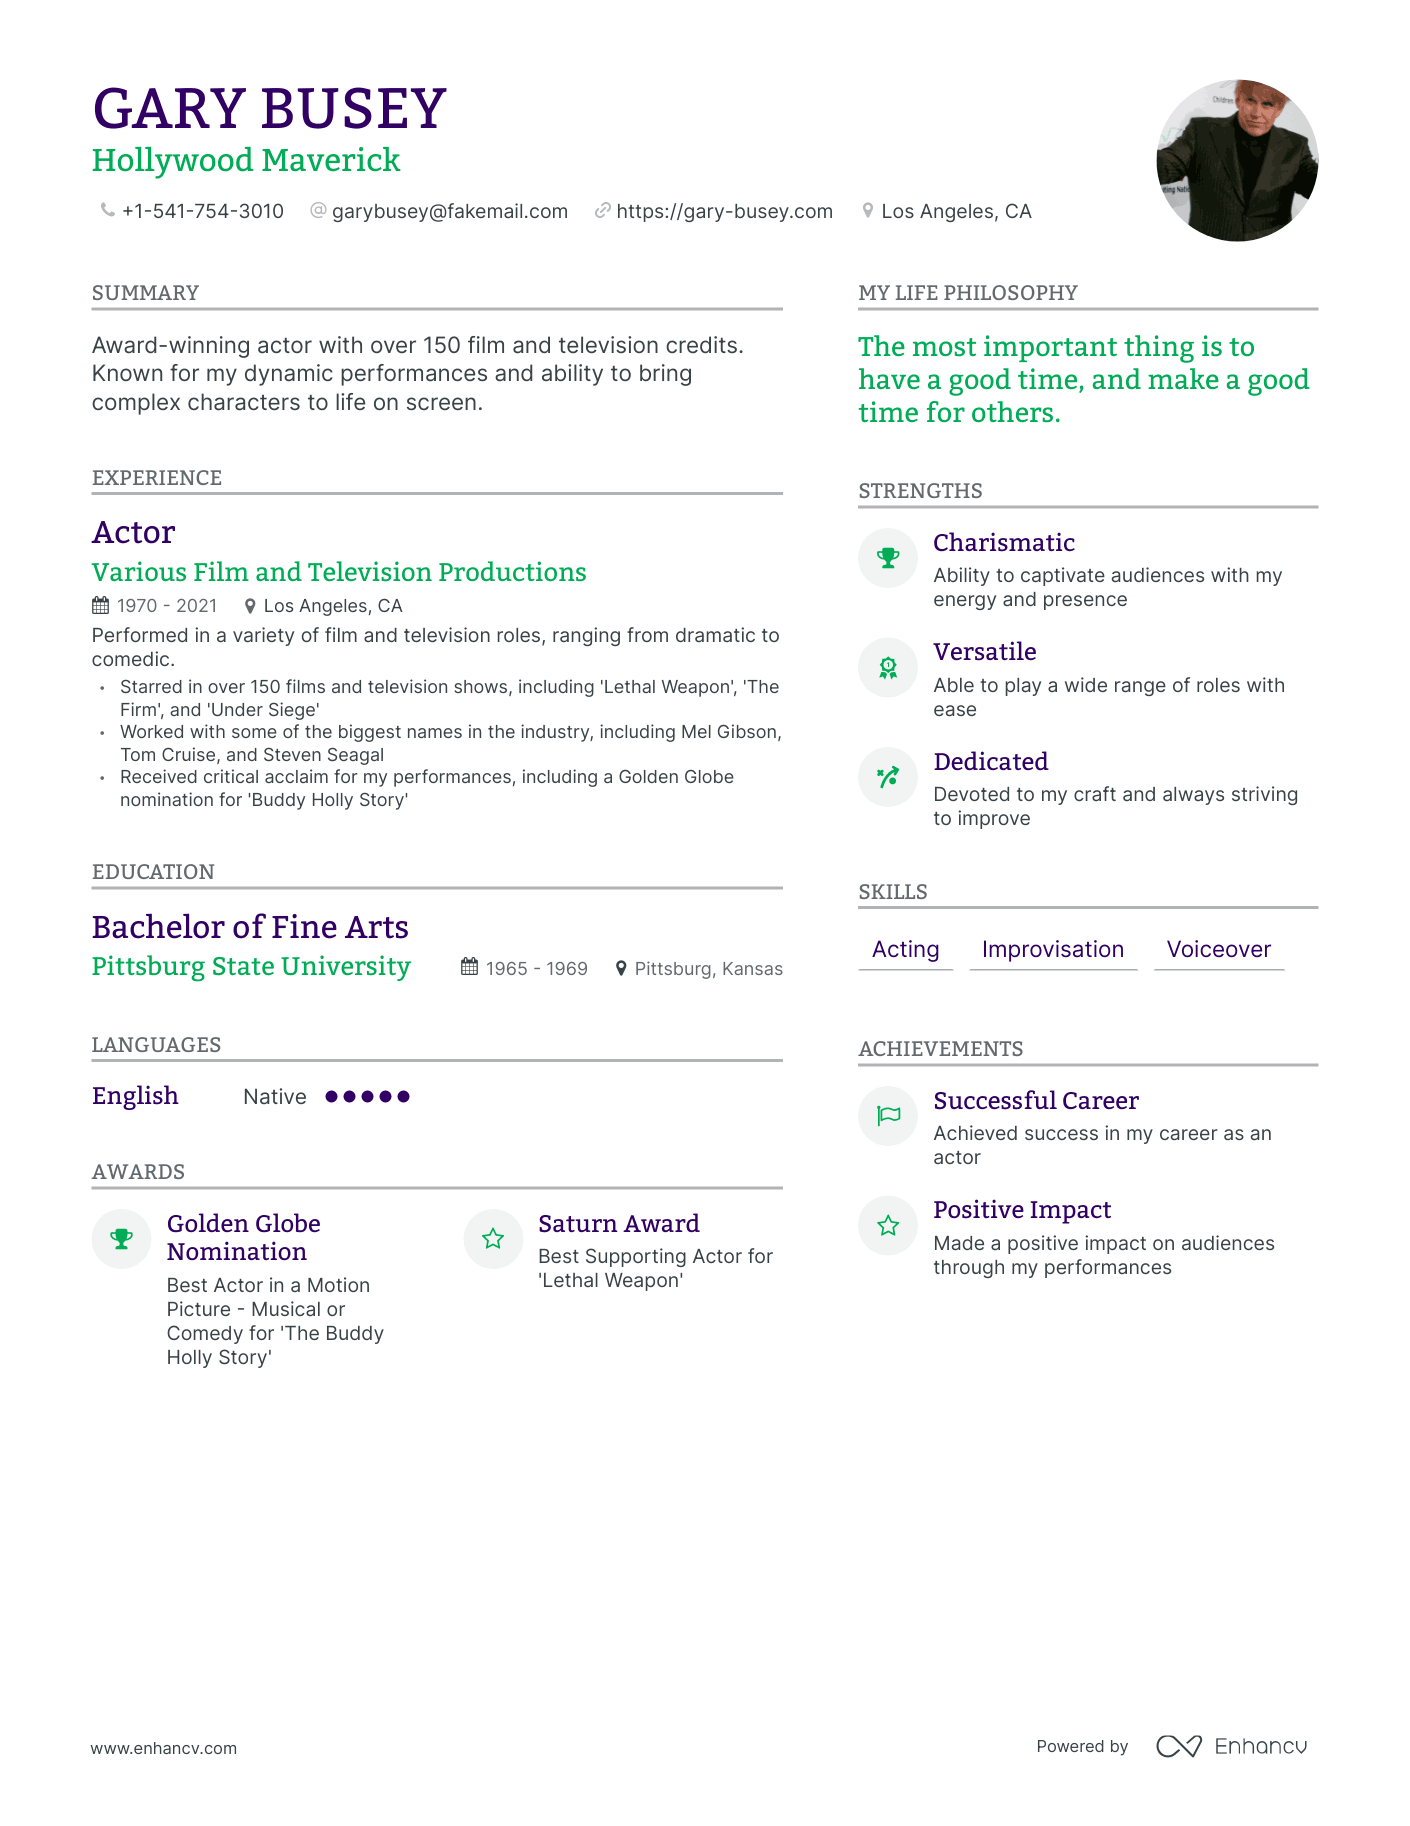 GARY BUSEY
Hollywood Maverick
+1-541-754-3010 garybusey@fakemail.com https://gary-busey.com Los Angeles, CA
SUMMARY
Award-winning actor with over 150 film and television credits.
Known for my dynamic performances and ability to bring
complex characters to life on screen.
EXPERIENCE
Actor
Various Film and Television Productions
1970 - 2021 Los Angeles, CA
Performed in a variety of film and television roles, ranging from dramatic to
comedic.
• Starred in over 150 films and television shows, including 'Lethal Weapon', 'The
Firm', and 'Under Siege'
• Worked with some of the biggest names in the industry, including Mel Gibson,
Tom Cruise, and Steven Seagal
• Received critical acclaim for my performances, including a Golden Globe
nomination for 'Buddy Holly Story'
EDUCATION
Bachelor of Fine Arts
Pittsburg State University 1965 - 1969 Pittsburg, Kansas
LANGUAGES
English Native
AWARDS
Golden Globe
Nomination
Best Actor in a Motion
Picture - Musical or
Comedy for 'The Buddy
Holly Story'
Saturn Award
Best Supporting Actor for
'Lethal Weapon'
MY LIFE PHILOSOPHY
The most important thing is to
have a good time, and make a good
time for others.
STRENGTHS
Charismatic
Ability to captivate audiences with my
energy and presence
Versatile
Able to play a wide range of roles with
ease
Dedicated
Devoted to my craft and always striving
to improve
SKILLS
Acting Improvisation Voiceover
ACHIEVEMENTS
Successful Career
Achieved success in my career as an
actor
Positive Impact
Made a positive impact on audiences
through my performances
www.enhancv.com
Powered by Enhancv